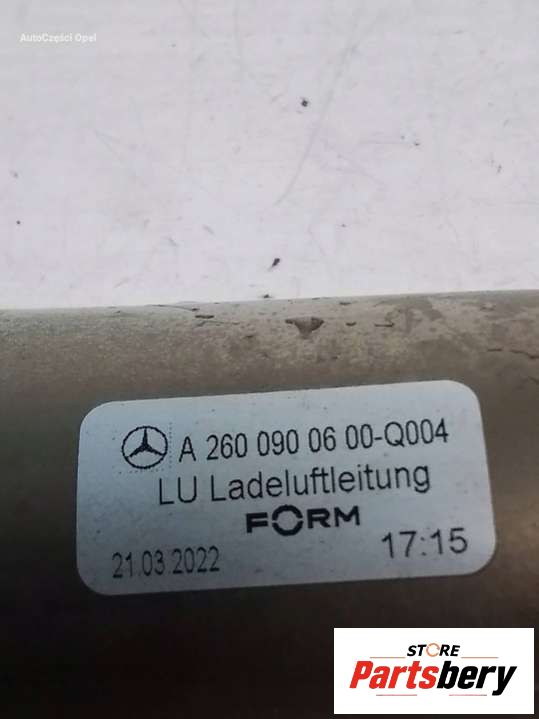 AutoCzęści Opel
A 260 090 06 00-Q004
LU Ladeluftleitung
FORM
21.03.2022 17:15
STORE
Partsbery